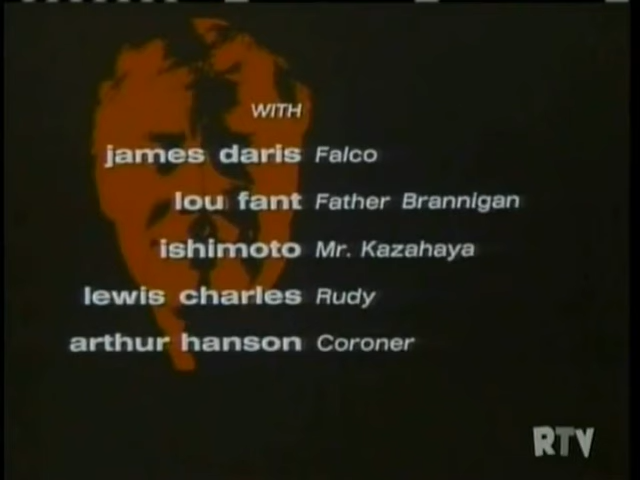 WITH
james daris Falco
lou fant Father Brannigan
ishimoto Mr. Kazahaya
lewis charles Rudy
arthur hanson Coroner
RTV